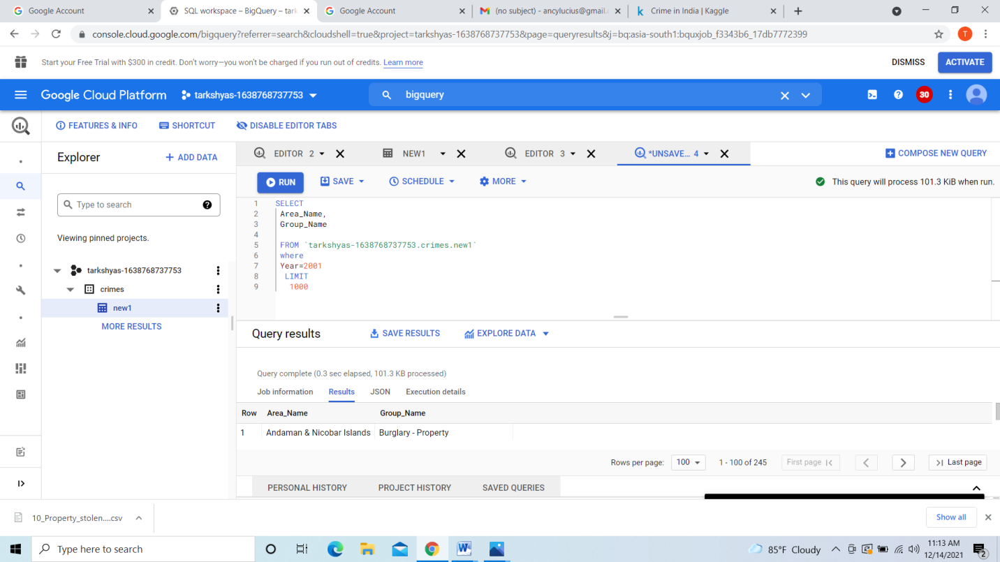 Google Account
SQL workspace – BigQuery – tark
Google Account
(no subject) - ancylucius@gmail.
Crime in India | Kaggle
console.cloud.google.com/bigquery?referrer=search&cloudshell=true&project=tarkshyas-1638768737753&page=queryresults&j=bq:asia-south1:bquxjob_f3343b6_17db7772399
T
Start your Free Trial with $300 in credit. Don't worry—you won't be charged if you run out of credits. Learn more
DISMISS
ACTIVATE
Google Cloud Platform
tarkshyas-1638768737753
bigquery
30
FEATURES & INFO
SHORTCUT
DISABLE EDITOR TABS
Explorer
+ ADD DATA
EDITOR 2
NEW1
EDITOR 3
*UNSAVE... 4
COMPOSE NEW QUERY
RUN
SAVE
SCHEDULE
MORE
This query will process 101.3 KiB when run.
Type to search
Viewing pinned projects.
tarkshyas-1638768737753
crimes
new1
MORE RESULTS
1 SELECT
2 Area_Name,
3 Group_Name
4
5 FROM `tarkshyas-1638768737753.crimes.new1`
6 where
7 Year=2001
8 LIMIT
9 1000
Query results
SAVE RESULTS
EXPLORE DATA
Query complete (0.3 sec elapsed, 101.3 KB processed)
Job information
Results
JSON
Execution details
Row Area_Name Group_Name
1 Andaman & Nicobar Islands Burglary - Property
Rows per page: 100 1 - 100 of 245 First page Last page
PERSONAL HISTORY
PROJECT HISTORY
SAVED QUERIES
10_Property_stolen....csv
Show all
Type here to search
85°F Cloudy
11:13 AM
12/14/2021
2